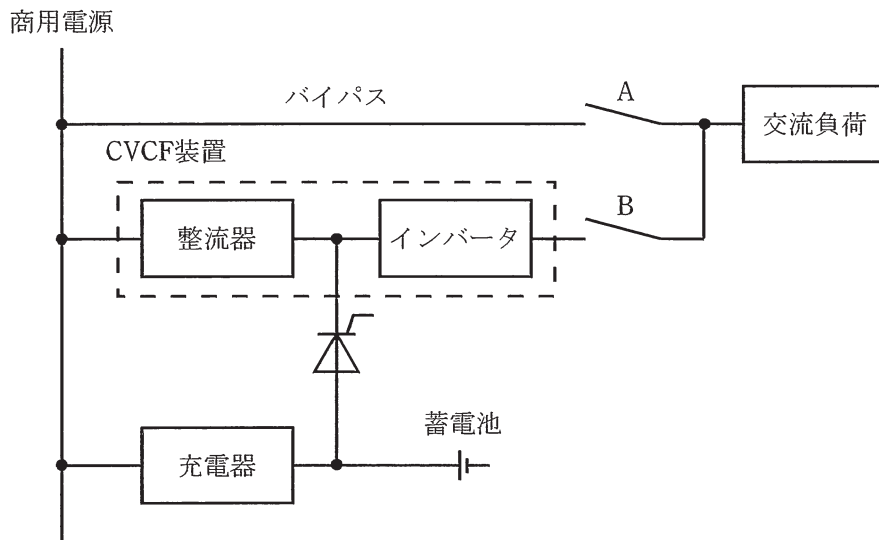 商用電源
バイパス
A
交流負荷
CVCF装置
B
整流器
インバータ
蓄電池
充電器